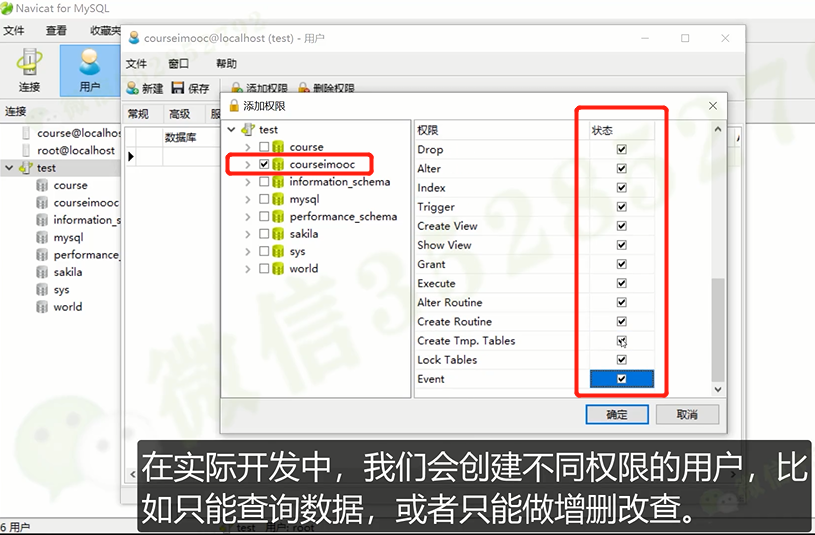 Navicat for MySQL
文件 查看 收藏夹
连接 用户
连接
course@localhos
root@localhost
test
course
courseimooc
information_s
mysql
performance_
sakila
sys
world
6 用户
courseimooc@localhost (test) - 用户
文件 窗口 帮助
新建 保存 添加权限 删除权限
常规 高级 服
数据库
添加权限
test
course
courseimooc
information_schema
mysql
performance_schema
sakila
sys
world
权限 状态
Drop
Alter
Index
Trigger
Create View
Show View
Grant
Execute
Alter Routine
Create Routine
Create Tmp. Tables
Lock Tables
Event
确定 取消
在实际开发中，我们会创建不同权限的用户，比
如只能查询数据，或者只能做增删改查。
test 用户: root